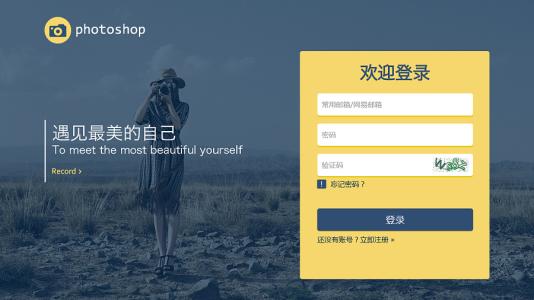 photoshop
欢迎登录
常用邮箱/网易邮箱
密码
验证码
! 忘记密码？
登录
还没有账号？立即注册 »
遇见最美的自己
To meet the most beautiful yourself
Record >